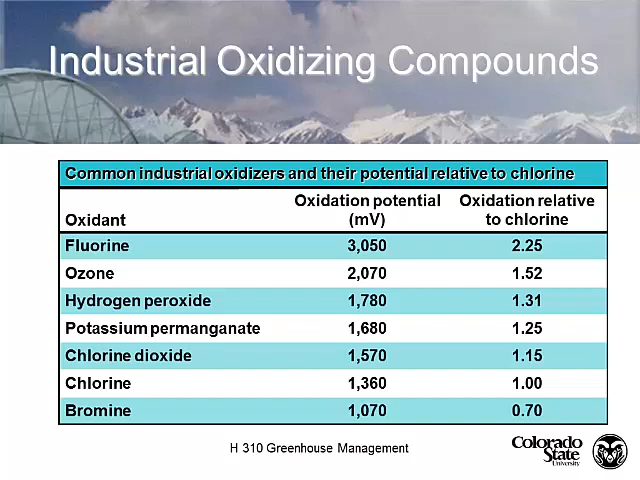 Industrial Oxidizing Compounds
Common industrial oxidizers and their potential relative to chlorine
Oxidant Oxidation potential (mV) Oxidation relative to chlorine
Fluorine 3,050 2.25
Ozone 2,070 1.52
Hydrogen peroxide 1,780 1.31
Potassium permanganate 1,680 1.25
Chlorine dioxide 1,570 1.15
Chlorine 1,360 1.00
Bromine 1,070 0.70
H 310 Greenhouse Management
Colorado
State
University